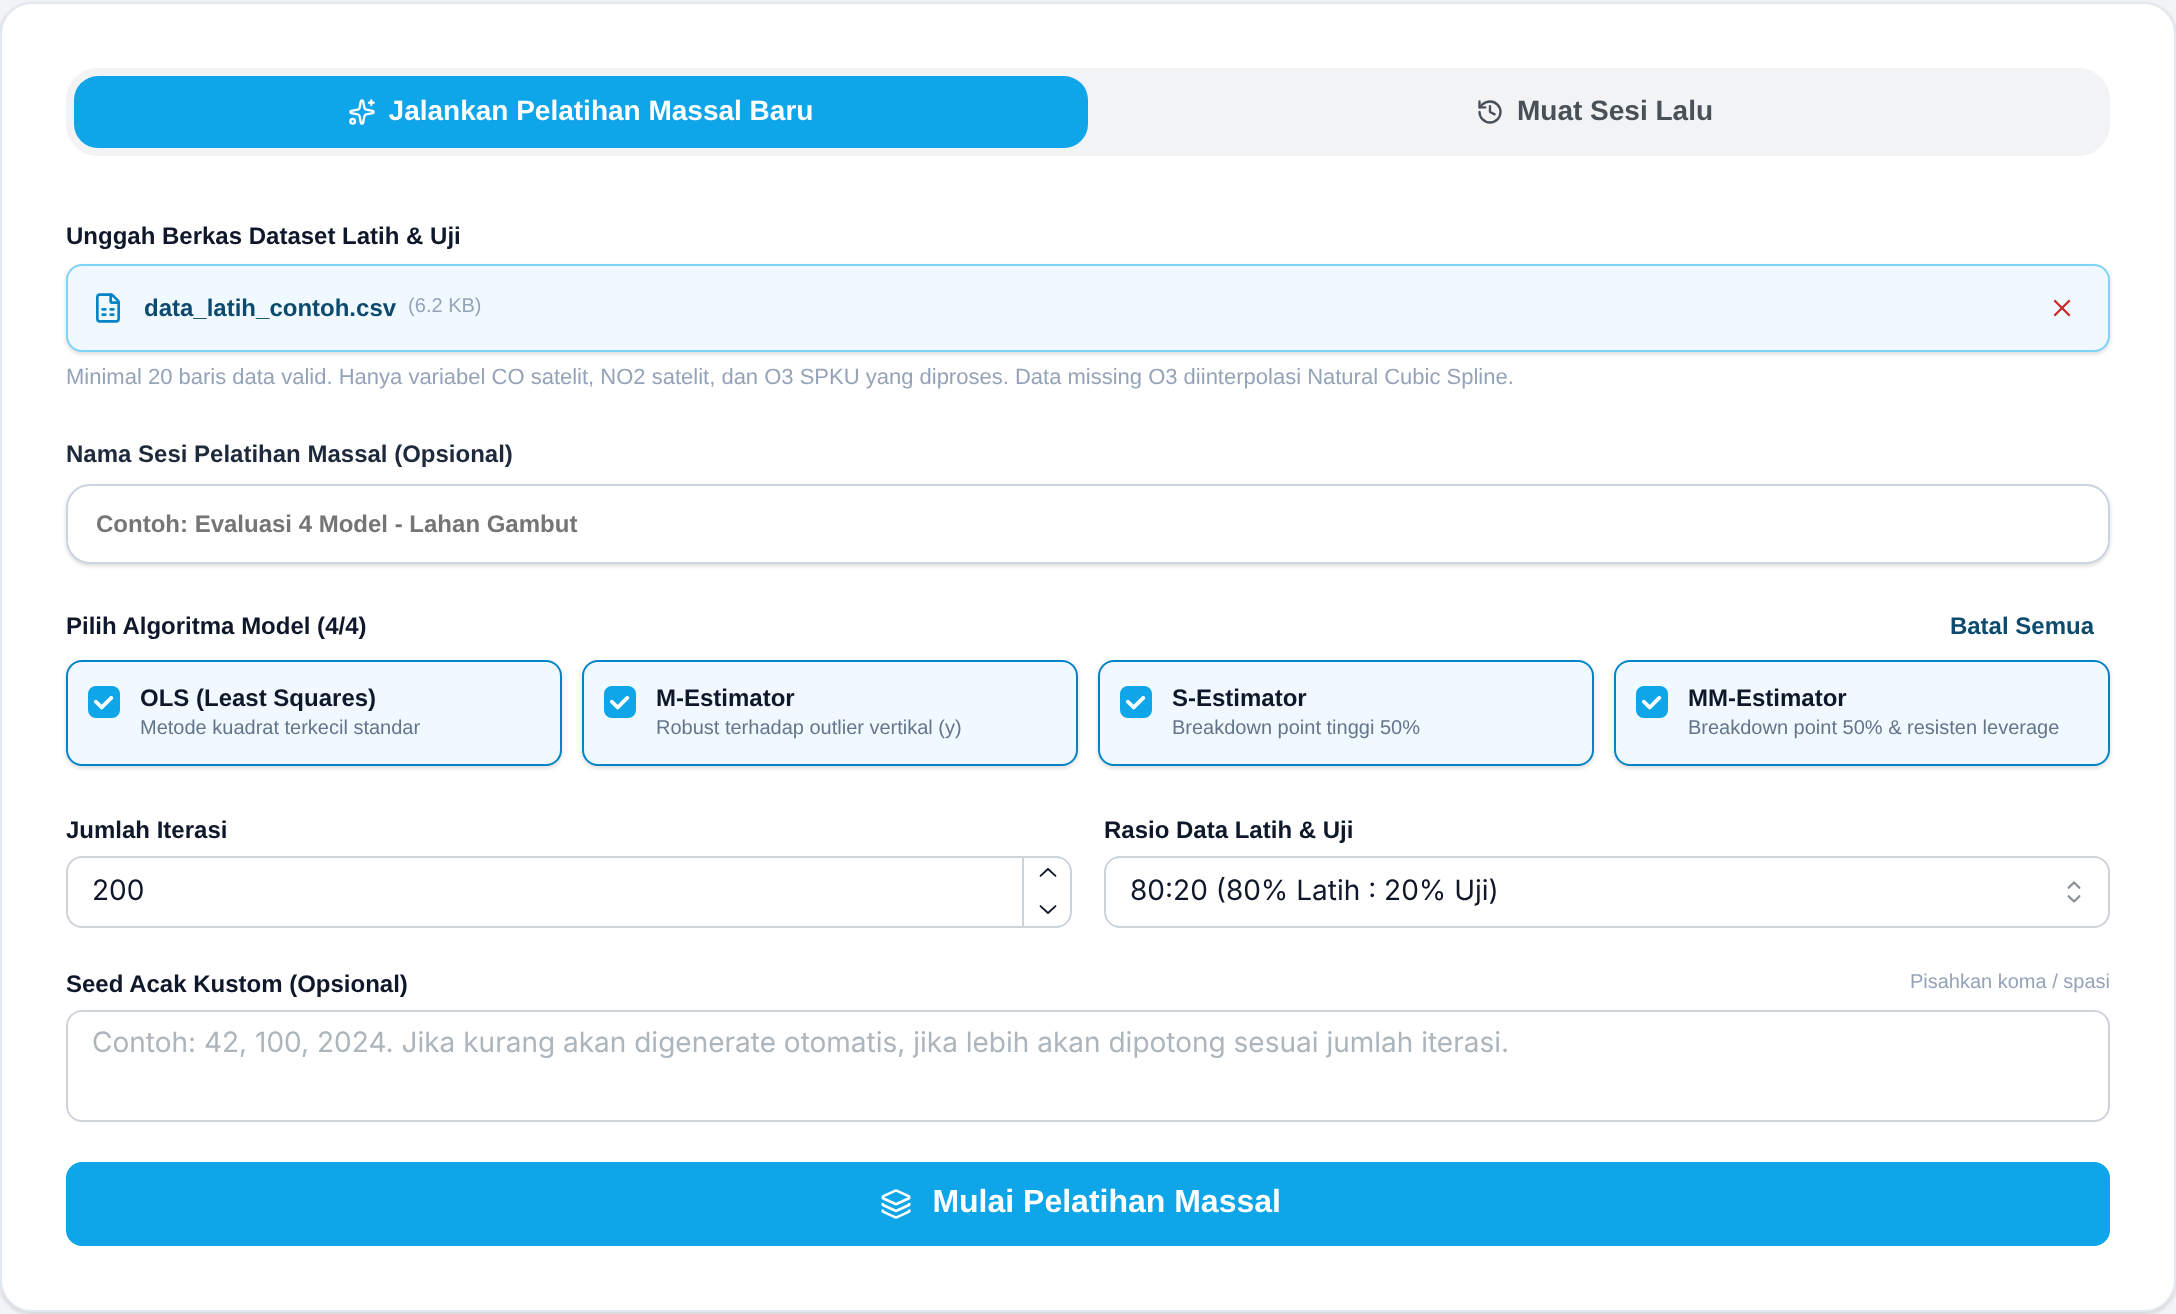 Jalankan Pelatihan Massal Baru
Muat Sesi Lalu
Unggah Berkas Dataset Latih & Uji
data_latih_contoh.csv (6.2 KB)
Minimal 20 baris data valid. Hanya variabel CO satelit, NO2 satelit, dan O3 SPKU yang diproses. Data missing O3 diinterpolasi Natural Cubic Spline.
Nama Sesi Pelatihan Massal (Opsional)
Contoh: Evaluasi 4 Model - Lahan Gambut
Pilih Algoritma Model (4/4)
Batal Semua
OLS (Least Squares)
Metode kuadrat terkecil standar
M-Estimator
Robust terhadap outlier vertikal (y)
S-Estimator
Breakdown point tinggi 50%
MM-Estimator
Breakdown point 50% & resisten leverage
Jumlah Iterasi
200
Rasio Data Latih & Uji
80:20 (80% Latih : 20% Uji)
Seed Acak Kustom (Opsional)
Pisahkan koma / spasi
Contoh: 42, 100, 2024. Jika kurang akan digenerate otomatis, jika lebih akan dipotong sesuai jumlah iterasi.
Mulai Pelatihan Massal